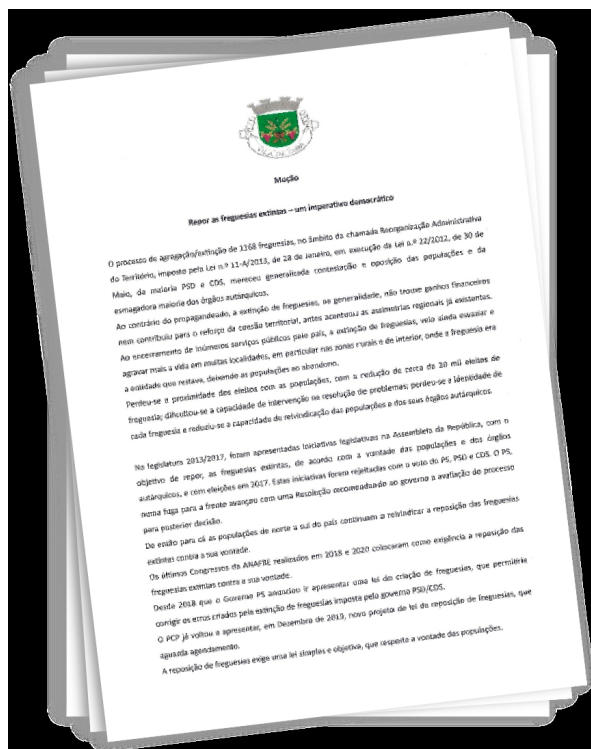 Moção
Repor as freguesias extintas – um imperativo democrático
O processo de agregação/extinção de 1168 freguesias, no âmbito da chamada Reorganização Administrativa
do Território, imposto pela Lei n.º 11-A/2013, de 28 de Janeiro, em execução da Lei n.º 22/2012, de 30 de
Maio, da maioria PSD e CDS, mereceu generalizada contestação e oposição das populações e da
esmagadora maioria dos órgãos autárquicos.
Ao contrário do propagandeado, a extinção de freguesias, na generalidade, não trouxe ganhos financeiros
nem contribuiu para o reforço da coesão territorial, antes acentuou as assimetrias regionais já existentes.
Ao encerramento de inúmeros serviços públicos pelo país, a extinção de freguesias, veio ainda esvaziar e
agravar mais a vida em muitas localidades, em particular nas zonas rurais e de interior, onde a freguesia era
a entidade que restava, deixando as populações ao abandono.
Perdeu-se a proximidade dos eleitos com as populações, com a redução de cerca de 20 mil eleitos de
freguesia; dificultou-se a capacidade de intervenção na resolução de problemas; perdeu-se a identidade de
cada freguesia e reduziu-se a capacidade de reivindicação das populações e dos seus órgãos autárquicos.
Na legislatura 2013/2017, foram apresentadas iniciativas legislativas na Assembleia da República, com o
objetivo de repor, as freguesias extintas, de acordo com a vontade das populações e dos órgãos
autárquicos, e com eleições em 2017. Estas iniciativas foram rejeitadas com o voto do PS, PSD e CDS. O PS,
numa fuga para a frente avançou com uma Resolução recomendando ao governo a avaliação do processo
para posterior decisão.
De então para cá as populações de norte a sul do país continuam a reivindicar a reposição das freguesias
extintas contra a sua vontade.
Os últimos Congressos da ANAFRE realizados em 2018 e 2020 colocaram como exigência a reposição das
freguesias extintas contra a sua vontade.
Desde 2018 que o Governo PS anunciou ir apresentar uma lei de criação de freguesias, que permitiria
corrigir os erros criados pela extinção de freguesias imposta pelo governo PSD/CDS.
O PCP já voltou a apresentar, em Dezembro de 2019, novo projeto de lei de reposição de freguesias, que
aguarda agendamento.
A reposição de freguesias exige uma lei simples e objetiva, que respeite a vontade das populações.